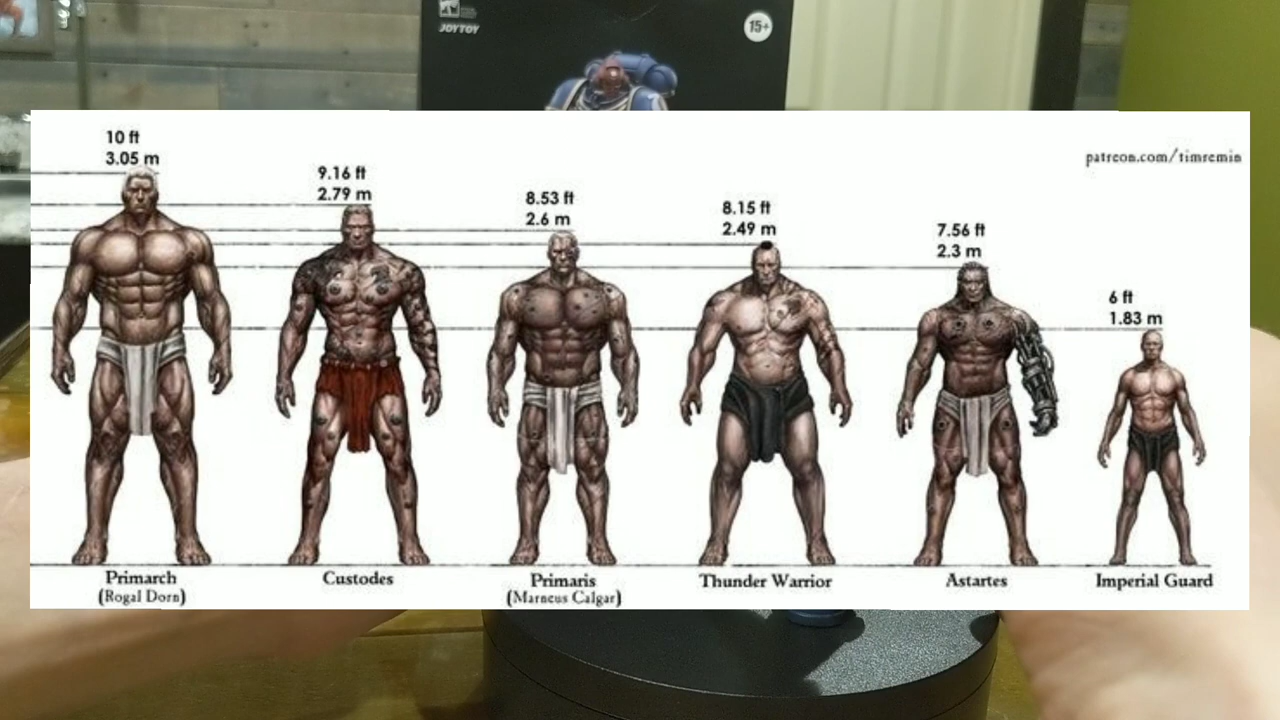 JOYTOY
15+
10 ft
3.05 m
9.16 ft
2.79 m
8.53 ft
2.6 m
8.15 ft
2.49 m
7.56 ft
2.3 m
6 ft
1.83 m
patreon.com/timremin
Primarch
(Rogal Dorn)
Custodes
Primaris
(Marneus Calgar)
Thunder Warrior
Astartes
Imperial Guard